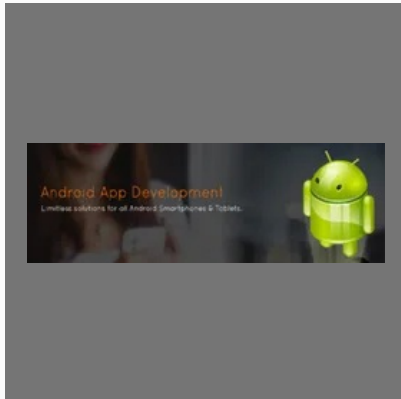 Android App Development
Limitless solutions for all Android Smartphones & Tablets.